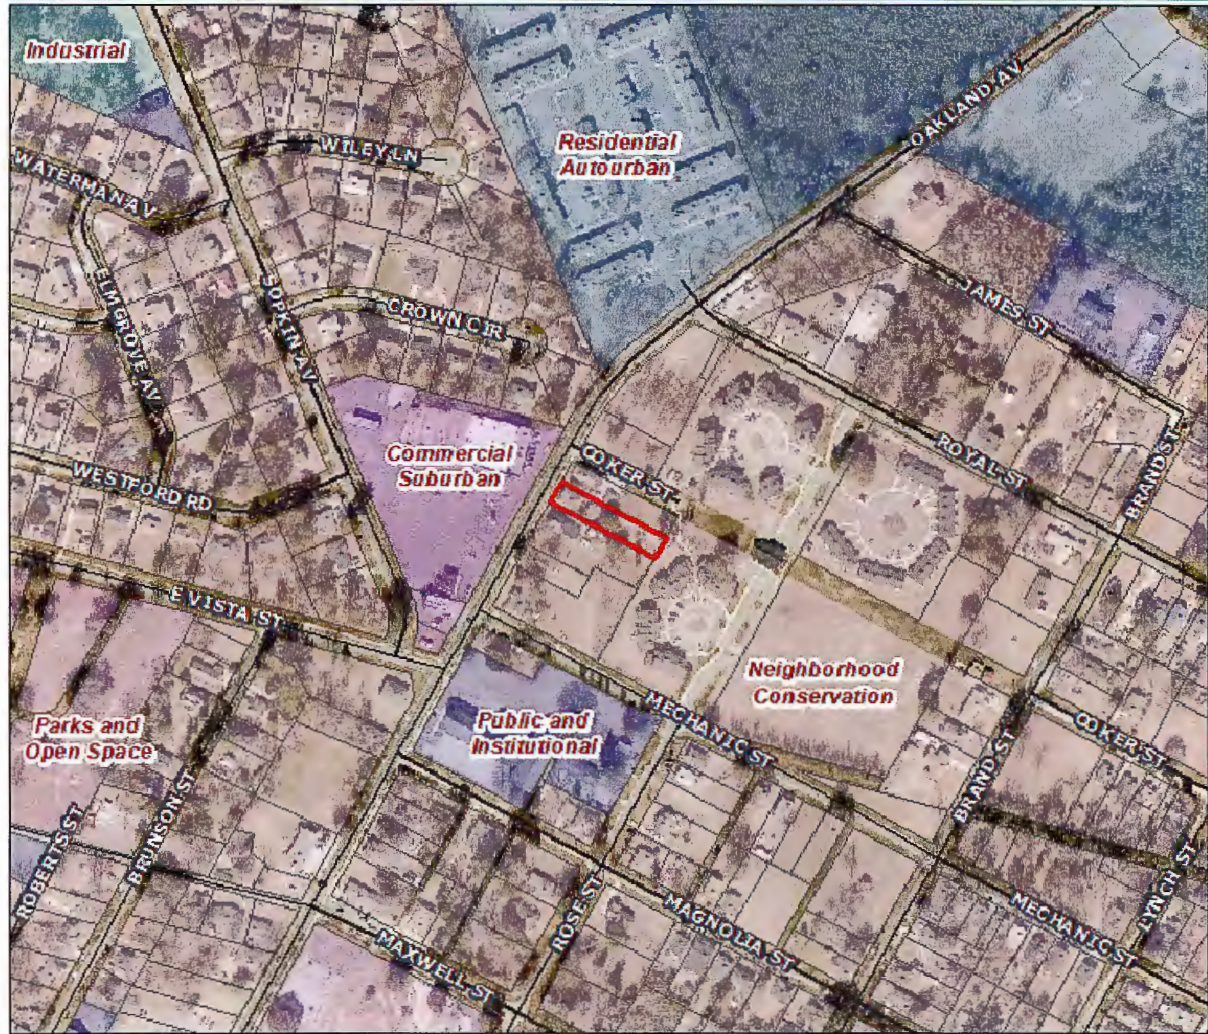 Industrial
OAKLAND AV
Residential
Autourban
WILEY LN
WATERMAN AV
ELMGROVE AV
SOPKIN AV
CROWN CIR
JAMES ST
Commercial
Suburban
COKER ST
ROYAL ST
BRAND ST
WESTFORD RD
E VISTA ST
Neighborhood
Conservation
MECHANIC ST
Parks and
Open Space
Public and
Institutional
COKER ST
BRAND ST
ROBERTS ST
BRUNSON ST
LYNCH ST
ROSE ST
MAGNOLIA ST
MECHANIC ST
MAXWELL ST